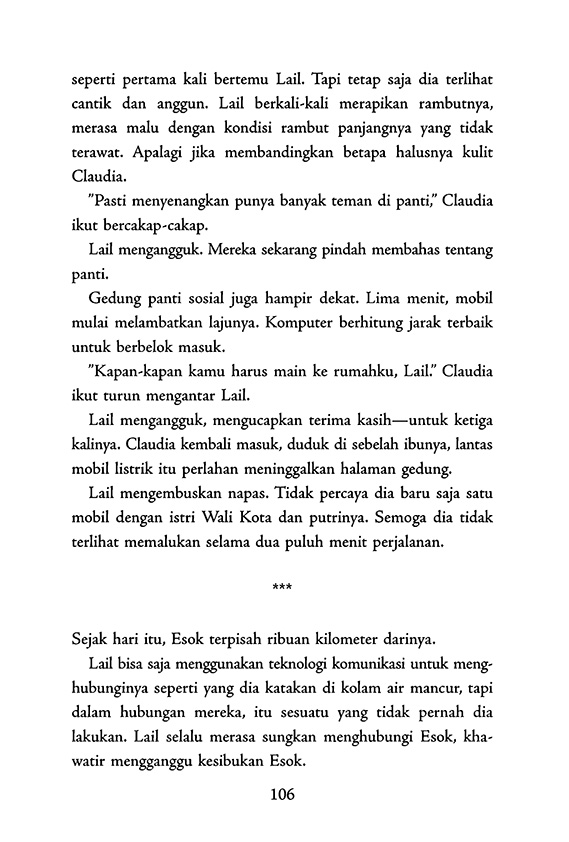 seperti pertama kali bertemu Lail. Tapi tetap saja dia terlihat
cantik dan anggun. Lail berkali-kali merapikan rambutnya,
merasa malu dengan kondisi rambut panjangnya yang tidak
terawat. Apalagi jika membandingkan betapa halusnya kulit
Claudia.
”Pasti menyenangkan punya banyak teman di panti,” Claudia
ikut bercakap-cakap.
Lail mengangguk. Mereka sekarang pindah membahas tentang
panti.
Gedung panti sosial juga hampir dekat. Lima menit, mobil
mulai melambatkan lajunya. Komputer berhitung jarak terbaik
untuk berbelok masuk.
”Kapan-kapan kamu harus main ke rumahku, Lail.” Claudia
ikut turun mengantar Lail.
Lail mengangguk, mengucapkan terima kasih—untuk ketiga
kalinya. Claudia kembali masuk, duduk di sebelah ibunya, lantas
mobil listrik itu perlahan meninggalkan halaman gedung.
Lail mengembuskan napas. Tidak percaya dia baru saja satu
mobil dengan istri Wali Kota dan putrinya. Semoga dia tidak
terlihat memalukan selama dua puluh menit perjalanan.
***
Sejak hari itu, Esok terpisah ribuan kilometer darinya.
Lail bisa saja menggunakan teknologi komunikasi untuk meng-
hubunginya seperti yang dia katakan di kolam air mancur, tapi
dalam hubungan mereka, itu sesuatu yang tidak pernah dia
lakukan. Lail selalu merasa sungkan menghubungi Esok, kha-
watir mengganggu kesibukan Esok.
106